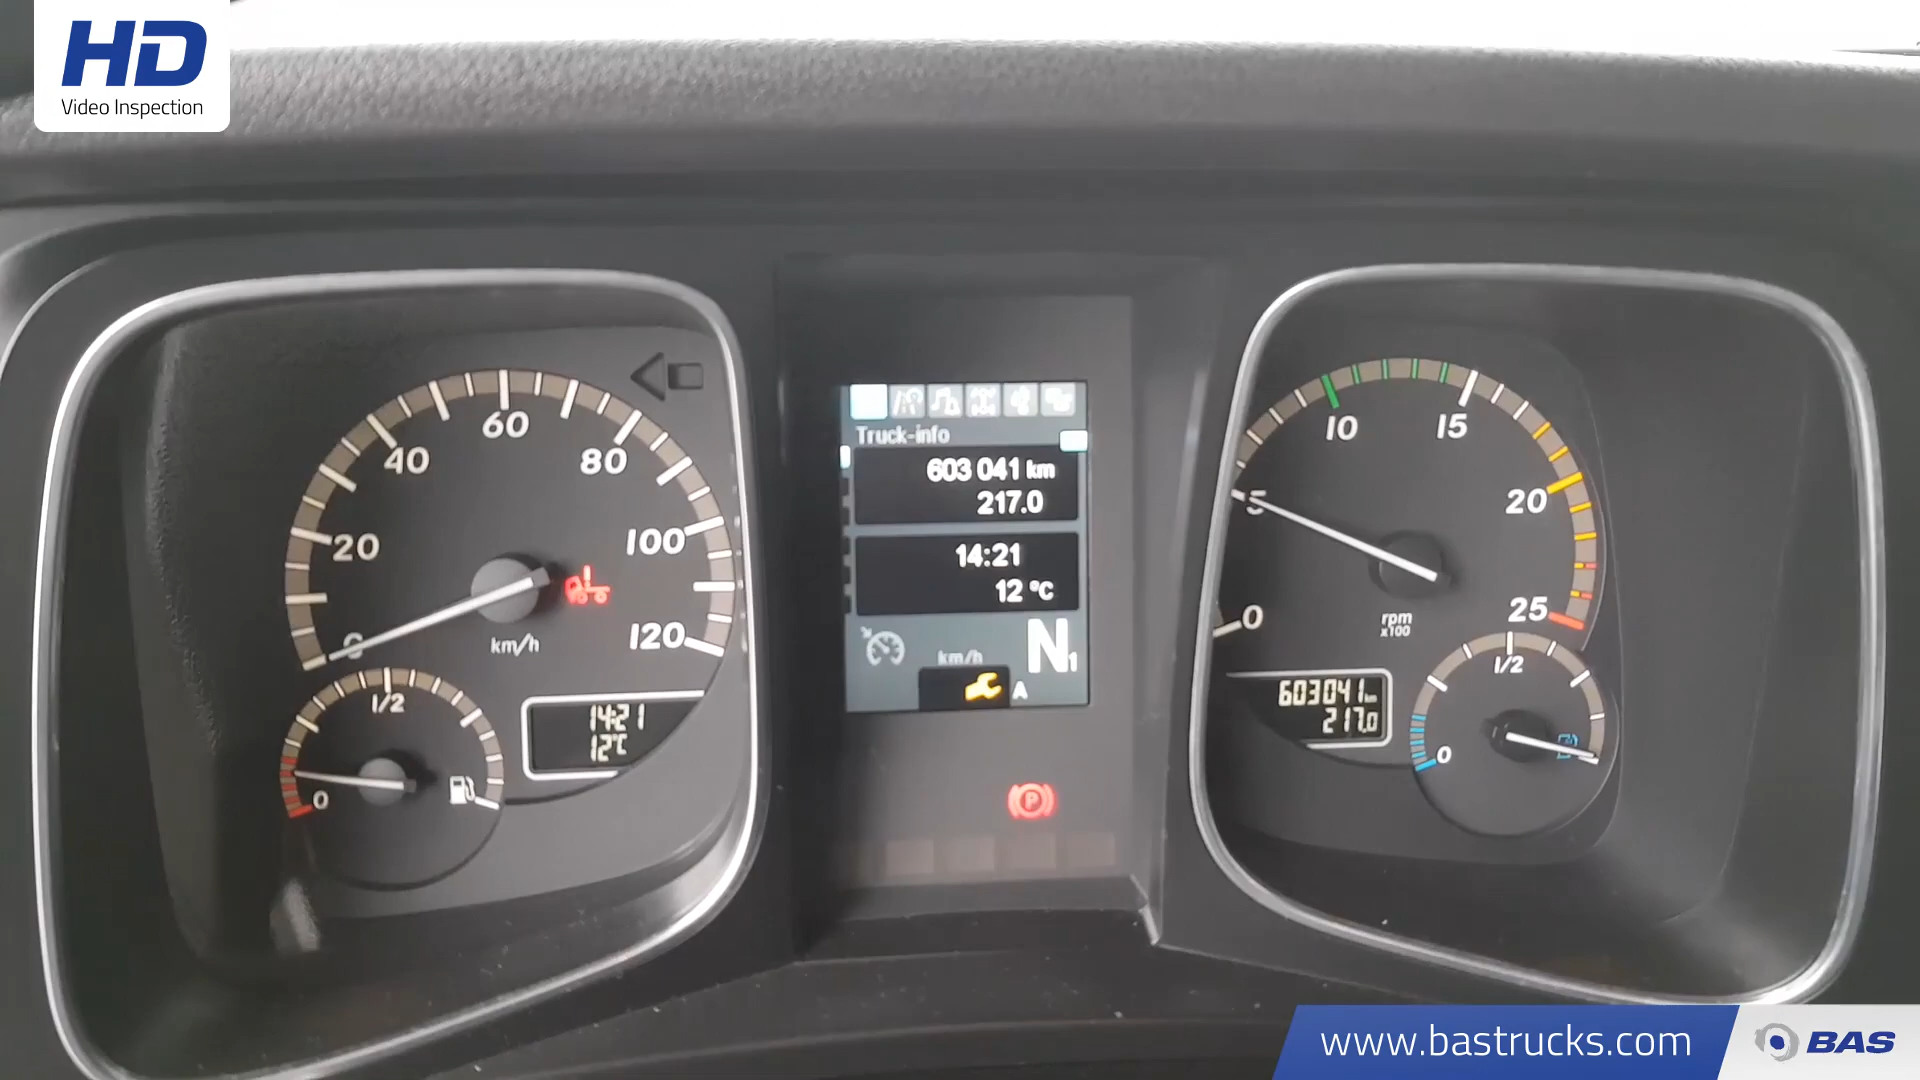 HD
Video Inspection
20
40
60
80
100
120
0
km/h
1/2
0
14:21
12°C
Truck-info
603 041 km
217.0
14:21
12 °C
km/h
N1
A
P
0
5
10
15
20
25
rpm
x100
603041km
217.0
1/2
0
www.bastrucks.com
BAS